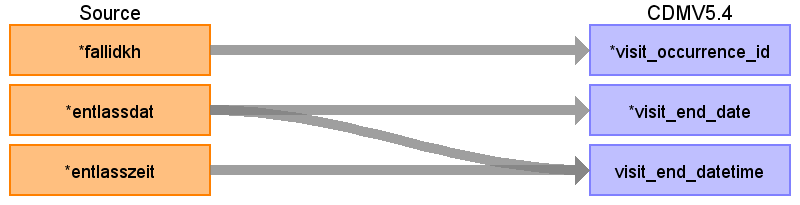 Source CDMV5.4
*fallidkh *visit_occurrence_id
*entlassdat *visit_end_date
*entlasszeit visit_end_datetime